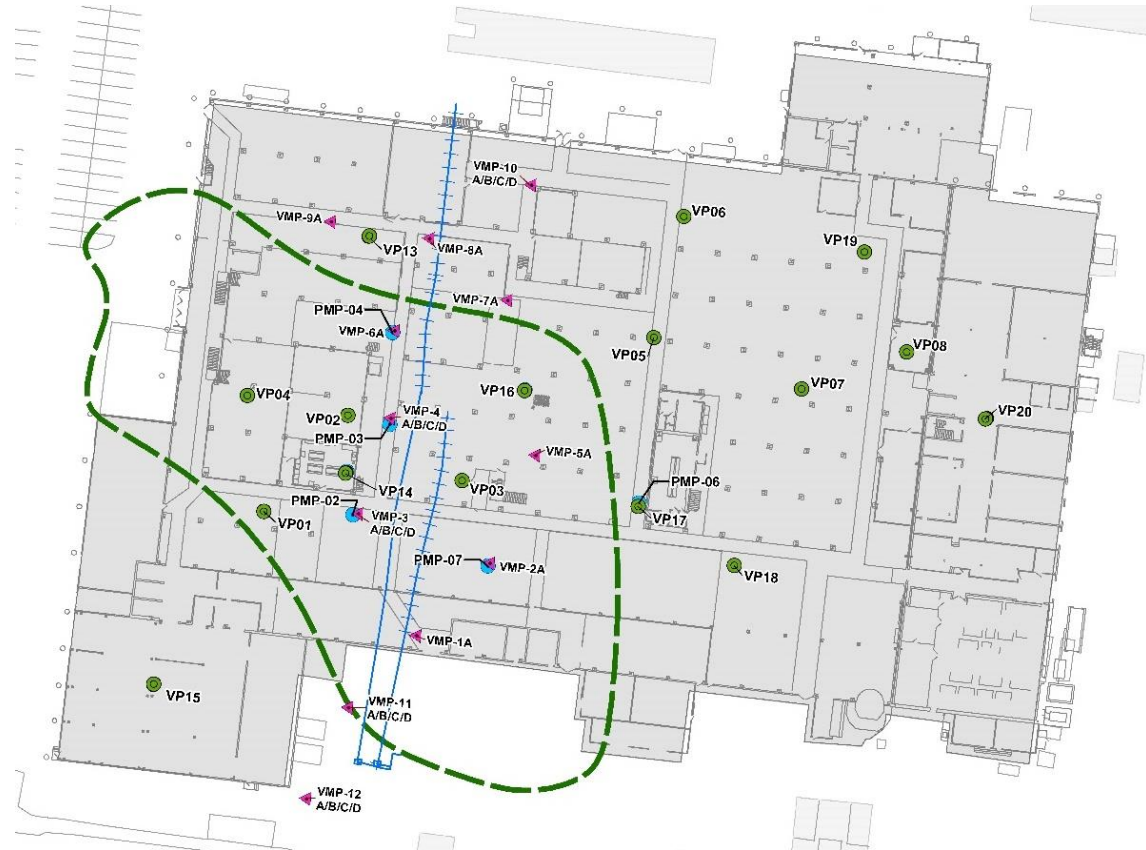 VMP-10
A/B/C/D
VMP-9A
VP06
VP13
VMP-8A
VP19
VMP-7A
PMP-04
VMP-6A
VP05
VP08
VP16
VP07
VP04
VP02
VMP-4
A/B/C/D
PMP-03
VP20
VMP-5A
VP14
VP03
PMP-06
PMP-02
VMP-3
A/B/C/D
VP01
VP17
PMP-07
VMP-2A
VP18
VMP-1A
VP15
VMP-11
A/B/C/D
VMP-12
A/B/C/D